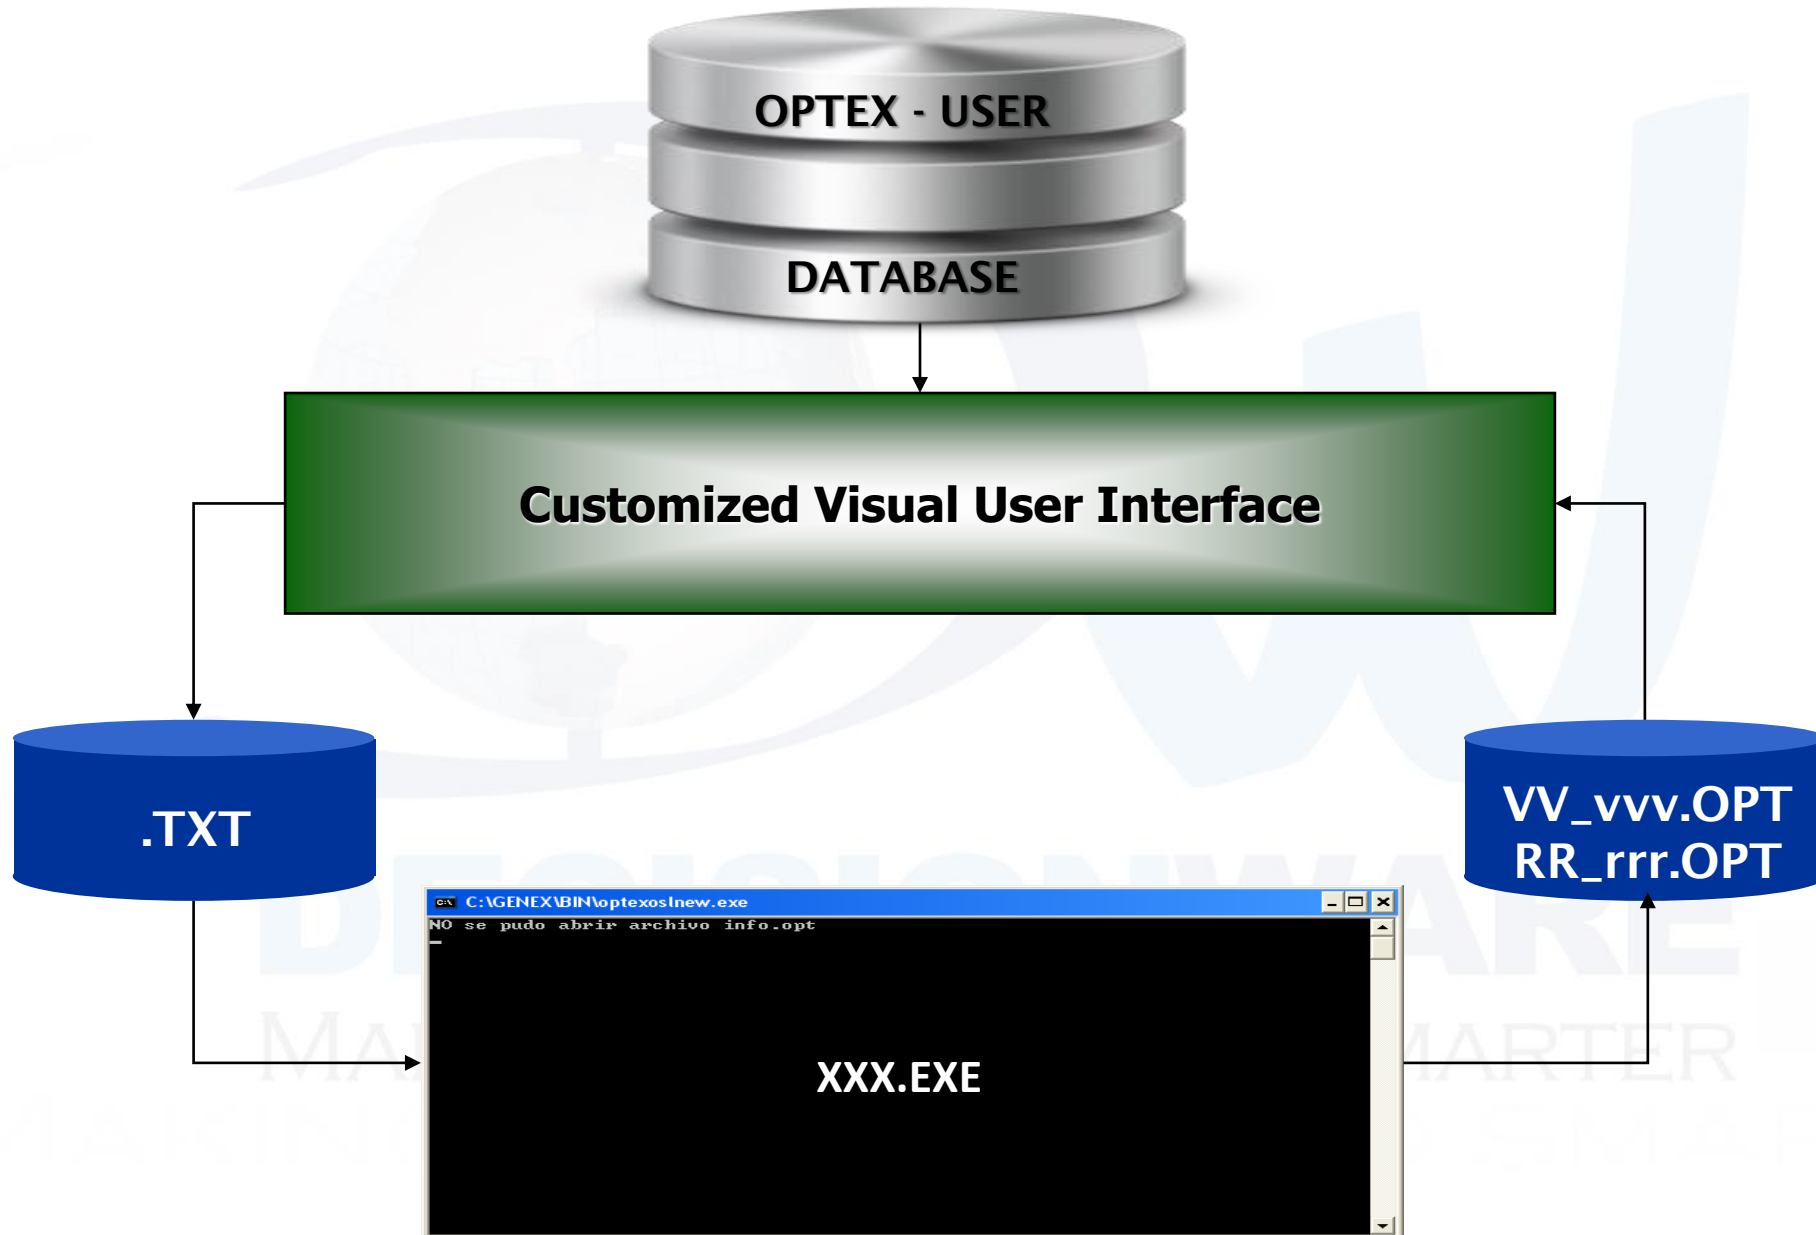 OPTEX - USER
DATABASE
Customized Visual User Interface
.TXT
VV_vvv.OPT
RR_rrr.OPT
C:\GENEX\BIN\optexoslnew.exe
NO se pudo abrir archivo info.opt
XXX.EXE
DECISIONWARE